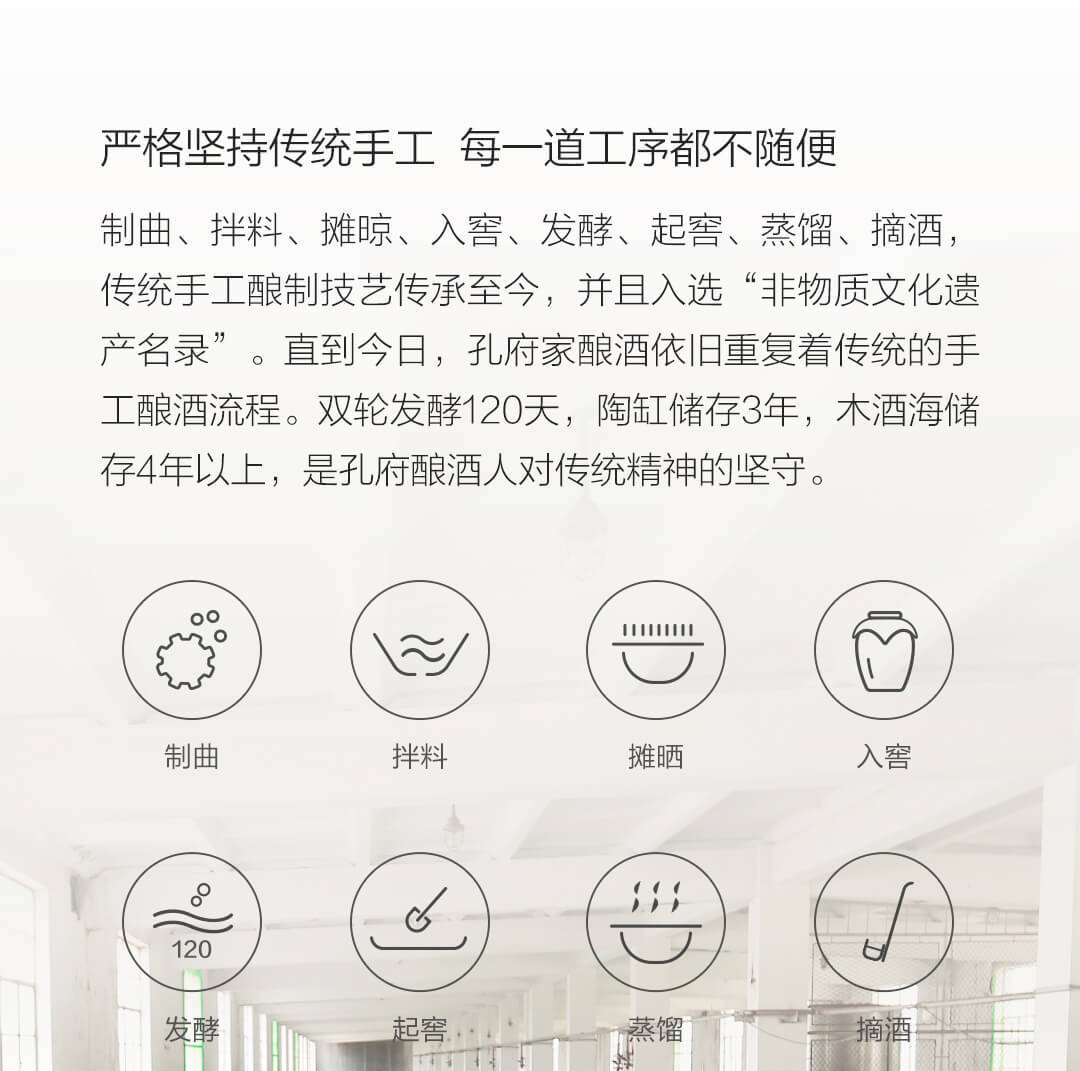 严格坚持传统手工 每一道工序都不随便
制曲、拌料、摊晾、入窖、发酵、起窖、蒸馏、摘酒，
传统手工酿制技艺传承至今，并且入选“非物质文化遗
产名录”。直到今日，孔府家酿酒依旧重复着传统的手
工酿酒流程。双轮发酵120天，陶缸储存3年，木酒海储
存4年以上，是孔府酿酒人对传统精神的坚守。
制曲 拌料 摊晒 入窖
120
发酵 起窖 蒸馏 摘酒